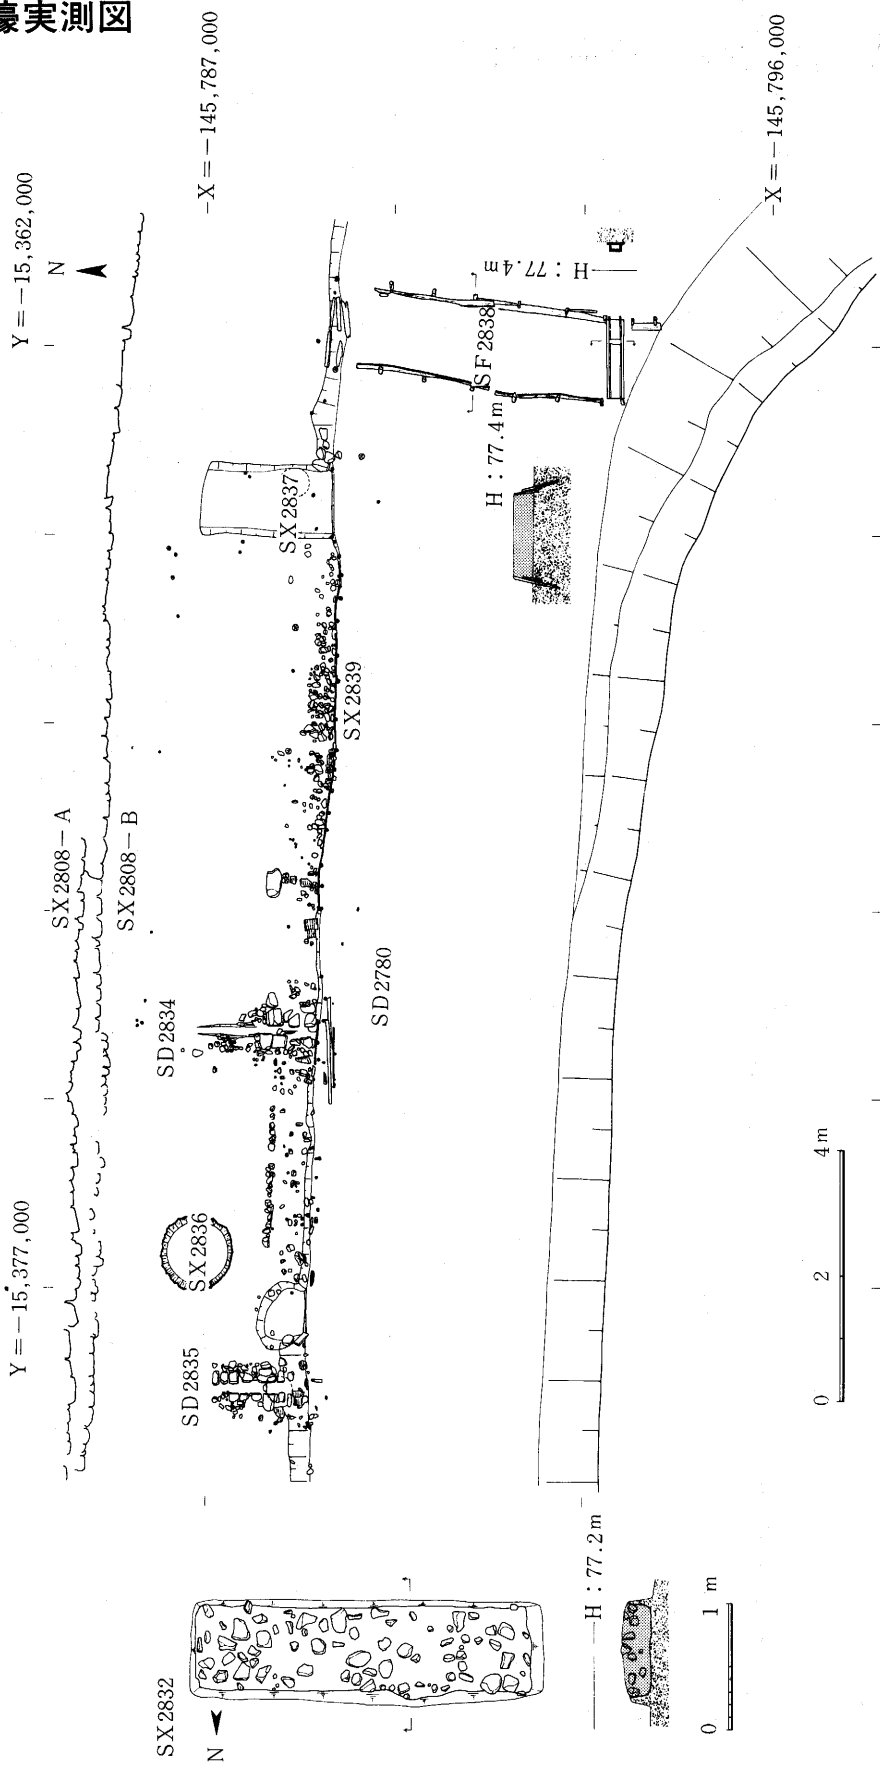 濠実測図
Y=−15,362,000
N
−X=−145,787,000
−X=−145,796,000
H：77.4m
SF2838
H：77.4m
SX2837
SX2839
SX2808−A
SX2808−B
SD2834
SD2780
Y=−15,377,000
SX2836
SD2835
0 2 4m
SX2832
N
H：77.2m
0 1 m